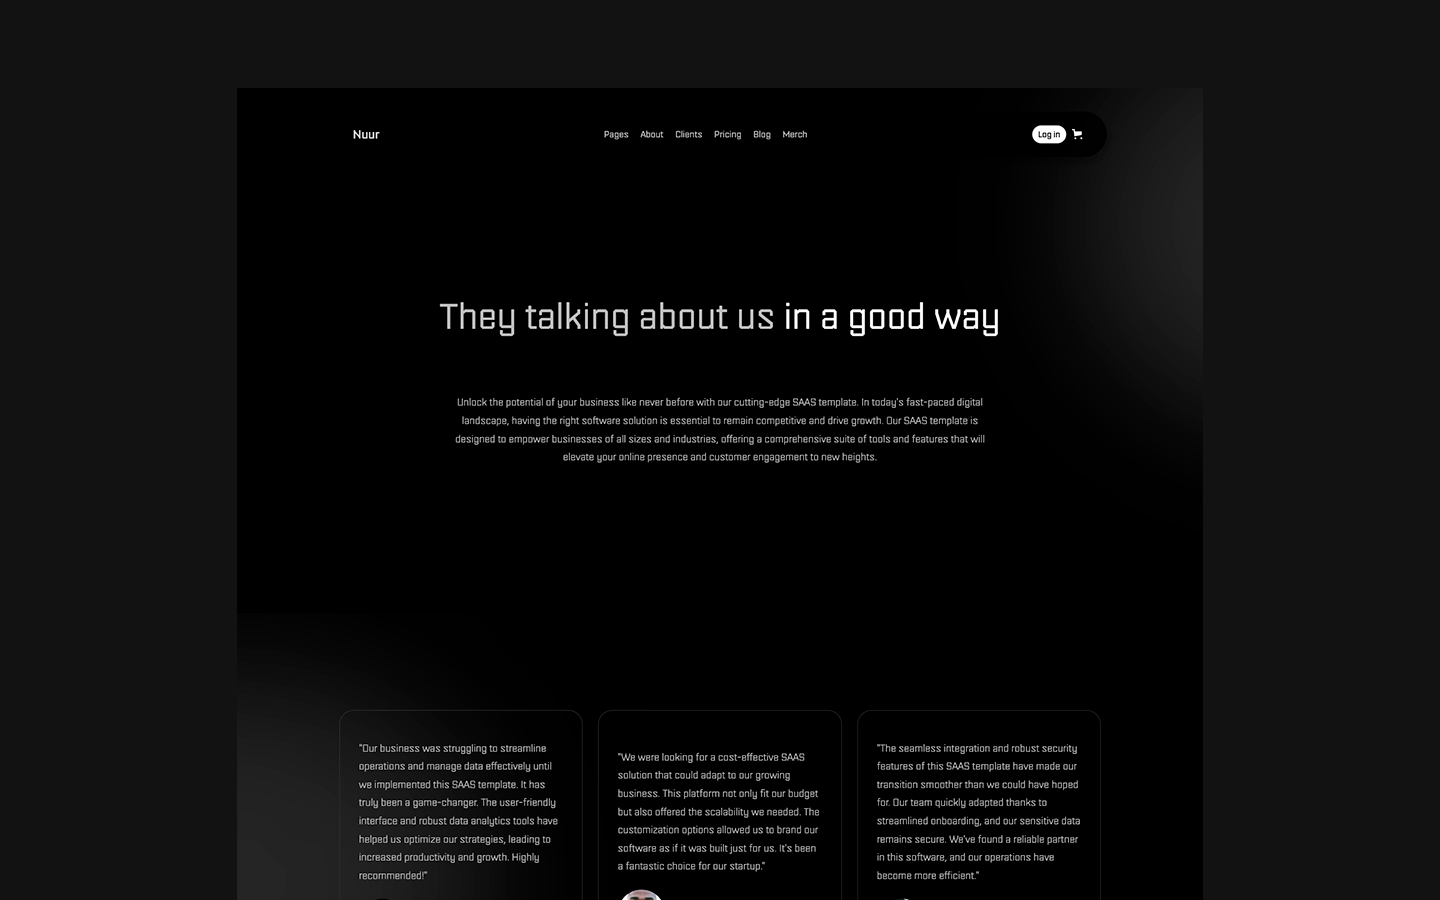 Nuur
Pages About Clients Pricing Blog Merch
Log in
They talking about us in a good way
Unlock the potential of your business like never before with our cutting-edge SAAS template. In today's fast-paced digital
landscape, having the right software solution is essential to remain competitive and drive growth. Our SAAS template is
designed to empower businesses of all sizes and industries, offering a comprehensive suite of tools and features that will
elevate your online presence and customer engagement to new heights.
"Our business was struggling to streamline
operations and manage data effectively until
we implemented this SAAS template. It has
truly been a game-changer. The user-friendly
interface and robust data analytics tools have
helped us optimize our strategies, leading to
increased productivity and growth. Highly
recommended!"
"We were looking for a cost-effective SAAS
solution that could adapt to our growing
business. This platform not only fit our budget
but also offered the scalability we needed. The
customization options allowed us to brand our
software as if it was built just for us. It's been
a fantastic choice for our startup."
"The seamless integration and robust security
features of this SAAS template have made our
transition smoother than we could have hoped
for. Our team quickly adapted thanks to
streamlined onboarding, and our sensitive data
remains secure. We've found a reliable partner
in this software, and our operations have
become more efficient."